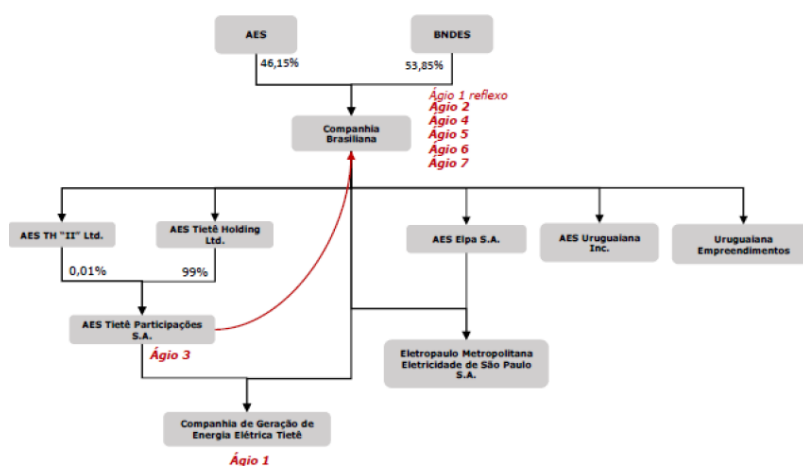 AES
BNDES
46,15%
53,85%
Ágio 1 reflexo
Ágio 2
Ágio 4
Ágio 5
Ágio 6
Ágio 7
Companhia
Brasiliana
AES TH "II" Ltd.
AES Tietê Holding
Ltd.
AES Elpa S.A.
AES Uruguaiana
Inc.
Uruguaiana
Empreendimentos
0,01%
99%
AES Tietê Participações
S.A.
Ágio 3
Eletropaulo Metropolitana
Eletricidade de São Paulo
S.A.
Companhia de Geração de
Energia Elétrica Tietê
Ágio 1